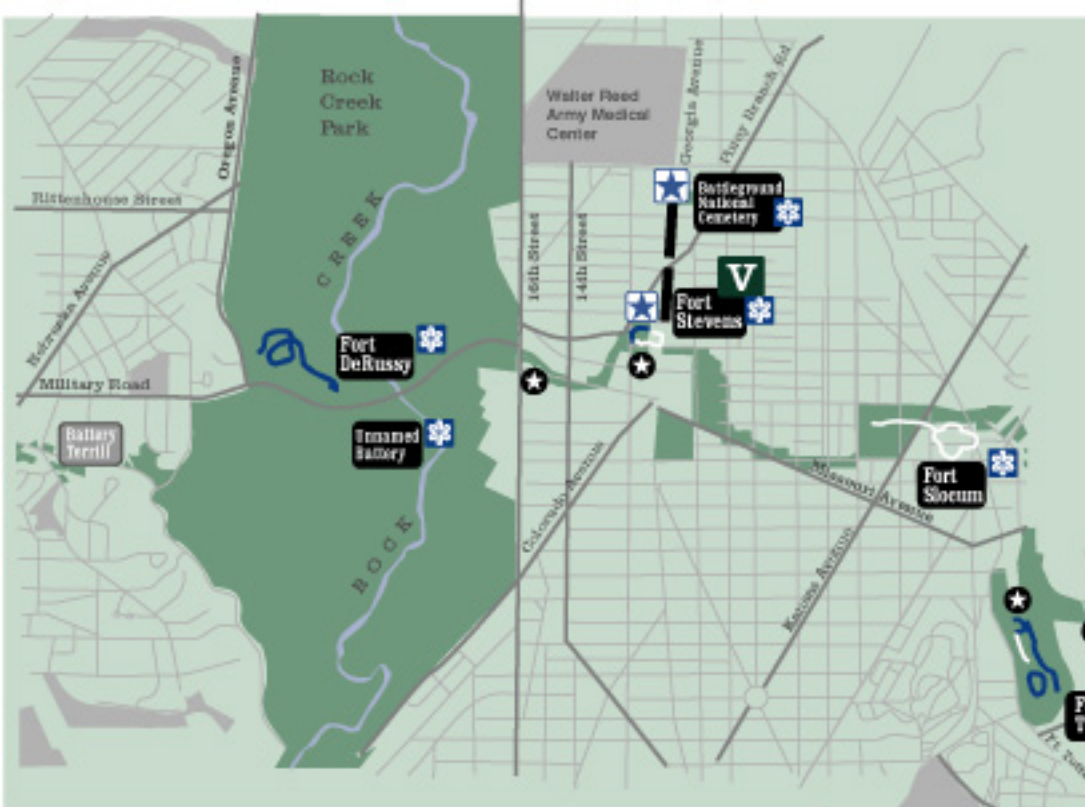 Rock
Creek
Park
Walter Reed
Army Medical
Center
Oregon Avenue
Georgia Avenue
Piney Branch Rd
Rittenhouse Street
Battleground
National
Cemetery
CREEK
16th Street
14th Street
V
Nebraska Avenue
Fort
Stevens
Fort
DeRussy
Military Road
Battery
Terrill
Unnamed
Battery
Fort
Slocum
Missouri Avenue
Colorado Avenue
ROCK
Kansas Avenue
F
T